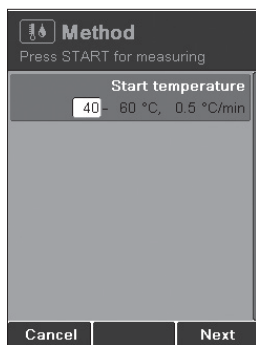 Method
Press START for measuring
Start temperature
40 - 60 °C, 0.5 °C/min
Cancel Next